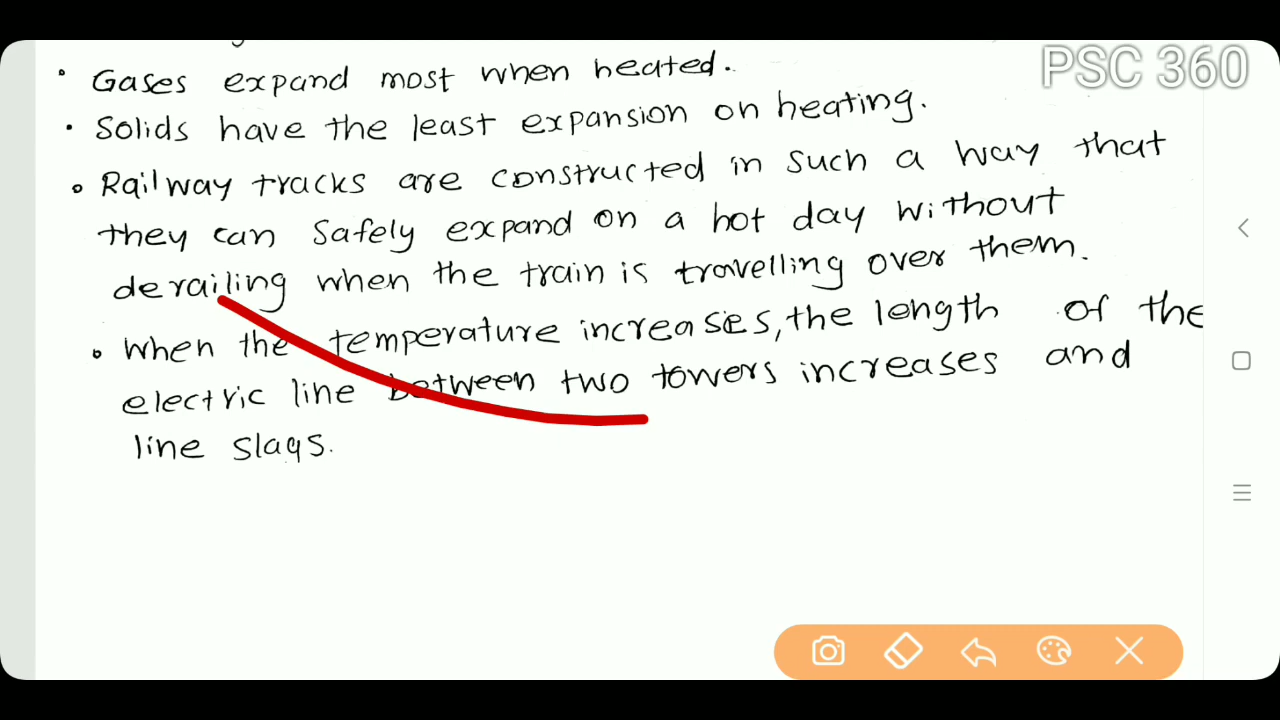 PSC 360
• Gases expand most when heated.
• Solids have the least expansion on heating.
• Railway tracks are constructed in such a way that
they can safely expand on a hot day without
derailing when the train is travelling over them.
• When the temperature increases, the length of the
electric line between two towers increases and
line slags.